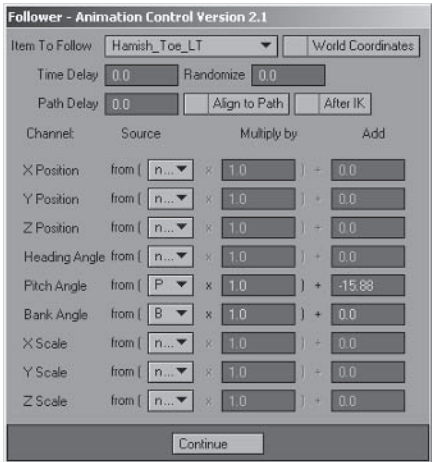 Follower - Animation Control Version 2.1
Item To Follow Hamish_Toe_LT World Coordinates
Time Delay 0.0 Randomize 0.0
Path Delay 0.0 Align to Path After IK
Channel: Source Multiply by Add
X Position from ( n... x 1.0 ) + 0.0
Y Position from ( n... x 1.0 ) + 0.0
Z Position from ( n... x 1.0 ) + 0.0
Heading Angle from ( n... x 1.0 ) + 0.0
Pitch Angle from ( P x 1.0 ) + -15.88
Bank Angle from ( B x 1.0 ) + 0.0
X Scale from ( n... x 1.0 ) + 0.0
Y Scale from ( n... x 1.0 ) + 0.0
Z Scale from ( n... x 1.0 ) + 0.0
Continue